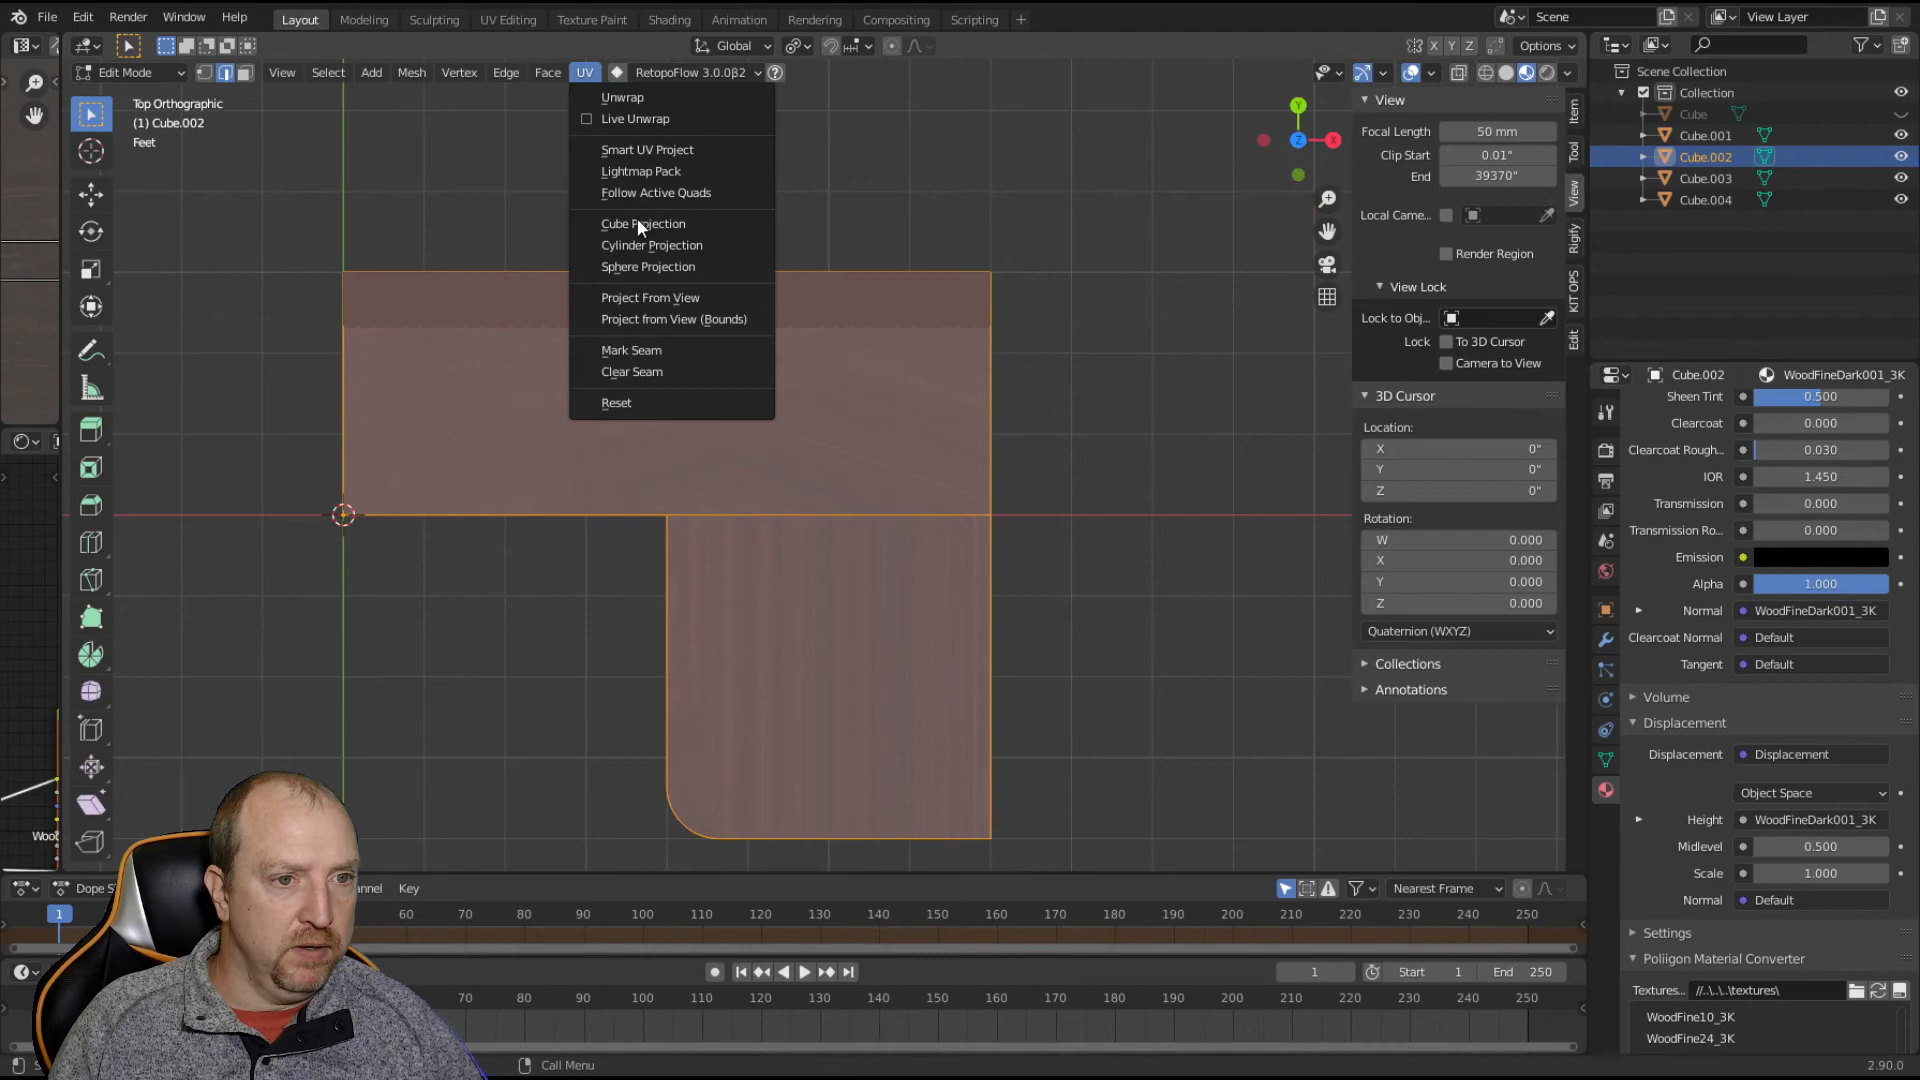 File Edit Render Window Help Layout Modeling Sculpting UV Editing Texture Paint Shading Animation Rendering Compositing Scripting + Scene View Layer
Global X Y Z Options
Edit Mode View Select Add Mesh Vertex Edge Face UV RetopoFlow 3.0.0β2
Top Orthographic
(1) Cube.002
Feet
Unwrap
Live Unwrap
Smart UV Project
Lightmap Pack
Follow Active Quads
Cube Projection
Cylinder Projection
Sphere Projection
Project From View
Project from View (Bounds)
Mark Seam
Clear Seam
Reset
Y
Z X
View
Focal Length 50 mm
Clip Start 0.01"
End 39370"
Local Came...
Render Region
View Lock
Lock to Obj...
Lock To 3D Cursor
Camera to View
3D Cursor
Location:
X 0"
Y 0"
Z 0"
Rotation:
W 0.000
X 0.000
Y 0.000
Z 0.000
Quaternion (WXYZ)
Collections
Annotations
Item
Tool
View
Rigify
KIT OPS
Edit
Scene Collection
Collection
Cube
Cube.001
Cube.002
Cube.003
Cube.004
Cube.002 WoodFineDark001_3K
Sheen Tint 0.500
Clearcoat 0.000
Clearcoat Rough... 0.030
IOR 1.450
Transmission 0.000
Transmission Ro... 0.000
Emission
Alpha 1.000
Normal WoodFineDark001_3K
Clearcoat Normal Default
Tangent Default
Volume
Displacement
Displacement Displacement
Object Space
Height WoodFineDark001_3K
Midlevel 0.500
Scale 1.000
Normal Default
Settings
Poliigon Material Converter
Textures... //..\..\..\textures\
WoodFine10_3K
WoodFine24_3K
Dope S Key Nearest Frame
1 60 70 80 90 100 110 120 130 140 150 160 170 180 190 200 210 220 230 240 250
1 Start 1 End 250
70 80 90 100 110 120 130 140 150 160 170 180 190 200 210 220 230 240 250
Call Menu 2.90.0